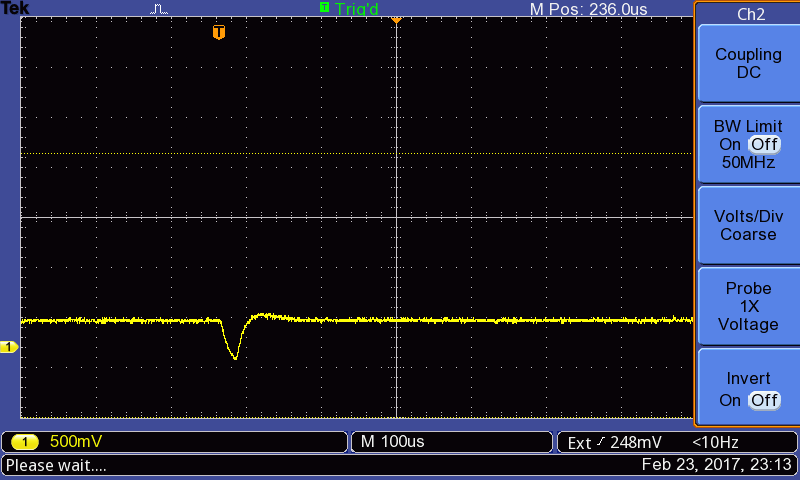 Tek
T Trig'd
M Pos: 236.0us
Ch2
T
Coupling
DC
BW Limit
On Off
50MHz
Volts/Div
Coarse
Probe
1X
Voltage
1
Invert
On Off
1 500mV
M 100us
Ext 248mV <10Hz
Please wait....
Feb 23, 2017, 23:13